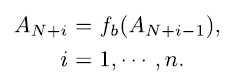 A_{N+i} = f_b(A_{N+i-1}),
i = 1, ⋯ , n.